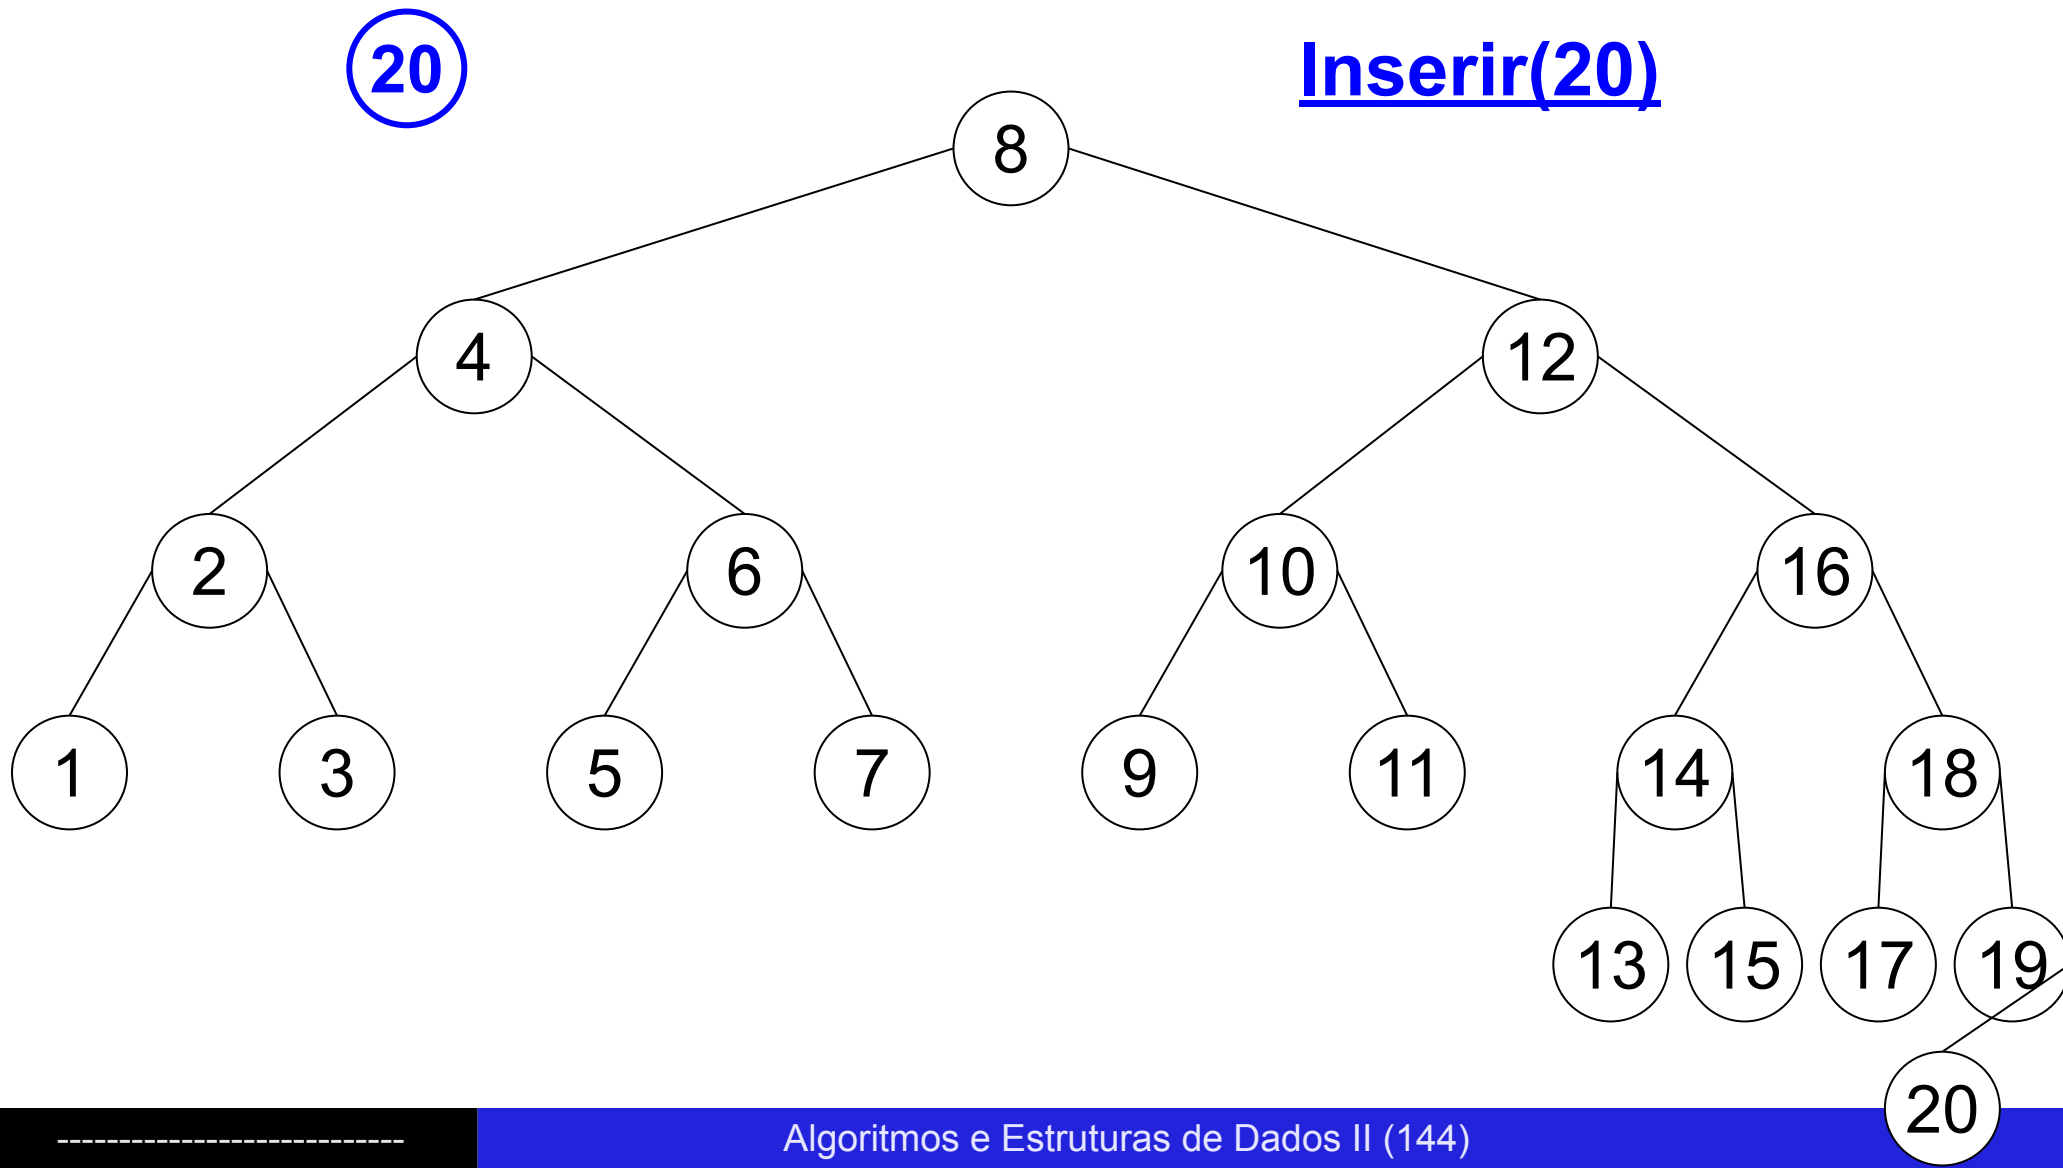 20
Inserir(20)
8
4 12
2 6 10 16
1 3 5 7 9 11 14 18
13 15 17 19
20
----------------------------
Algoritmos e Estruturas de Dados II (144)